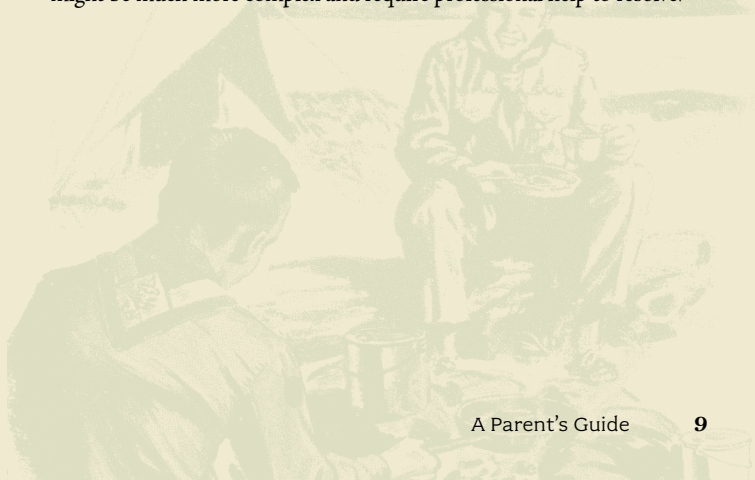 might be much more complex and require professional help to resolve.
A Parent’s Guide 9